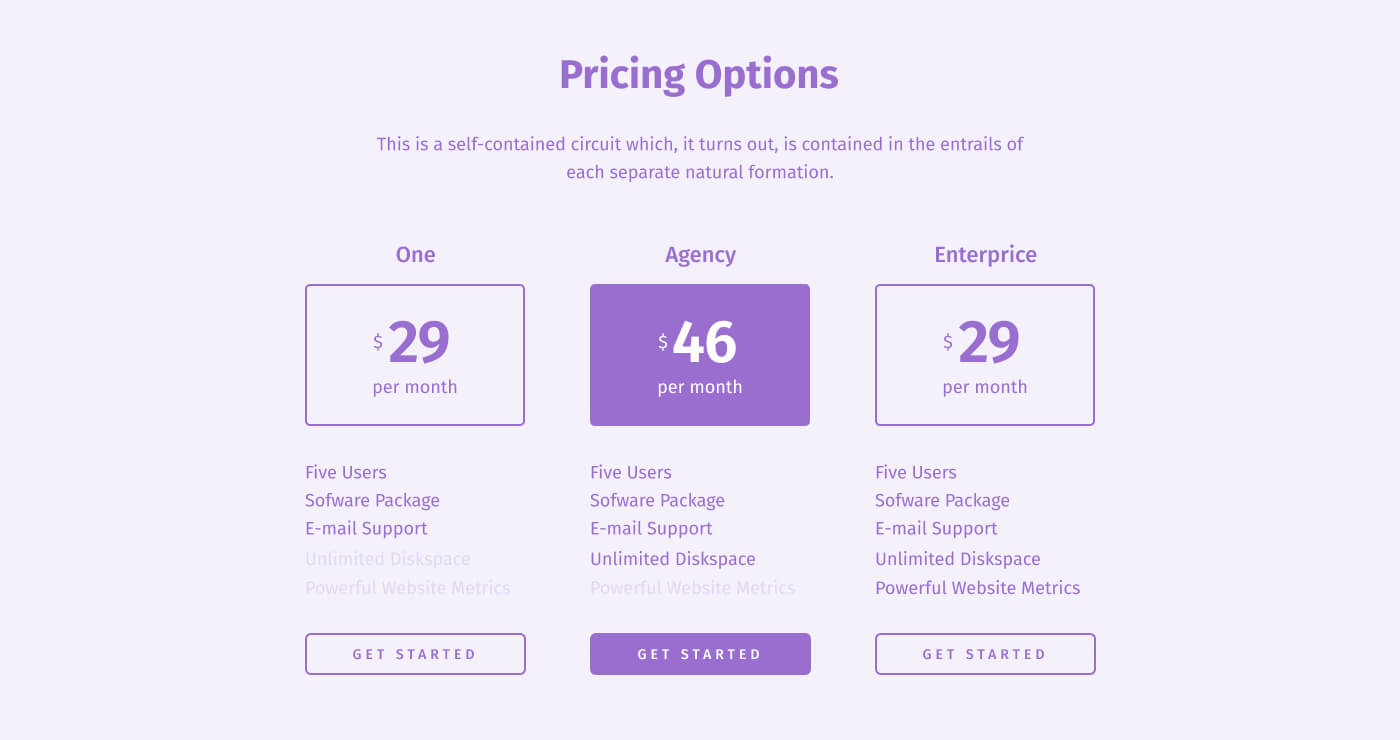 Pricing Options
This is a self-contained circuit which, it turns out, is contained in the entrails of
each separate natural formation.
One
$ 29
per month
Five Users
Sofware Package
E-mail Support
Unlimited Diskspace
Powerful Website Metrics
GET STARTED
Agency
$ 46
per month
Five Users
Sofware Package
E-mail Support
Unlimited Diskspace
Powerful Website Metrics
GET STARTED
Enterprice
$ 29
per month
Five Users
Sofware Package
E-mail Support
Unlimited Diskspace
Powerful Website Metrics
GET STARTED